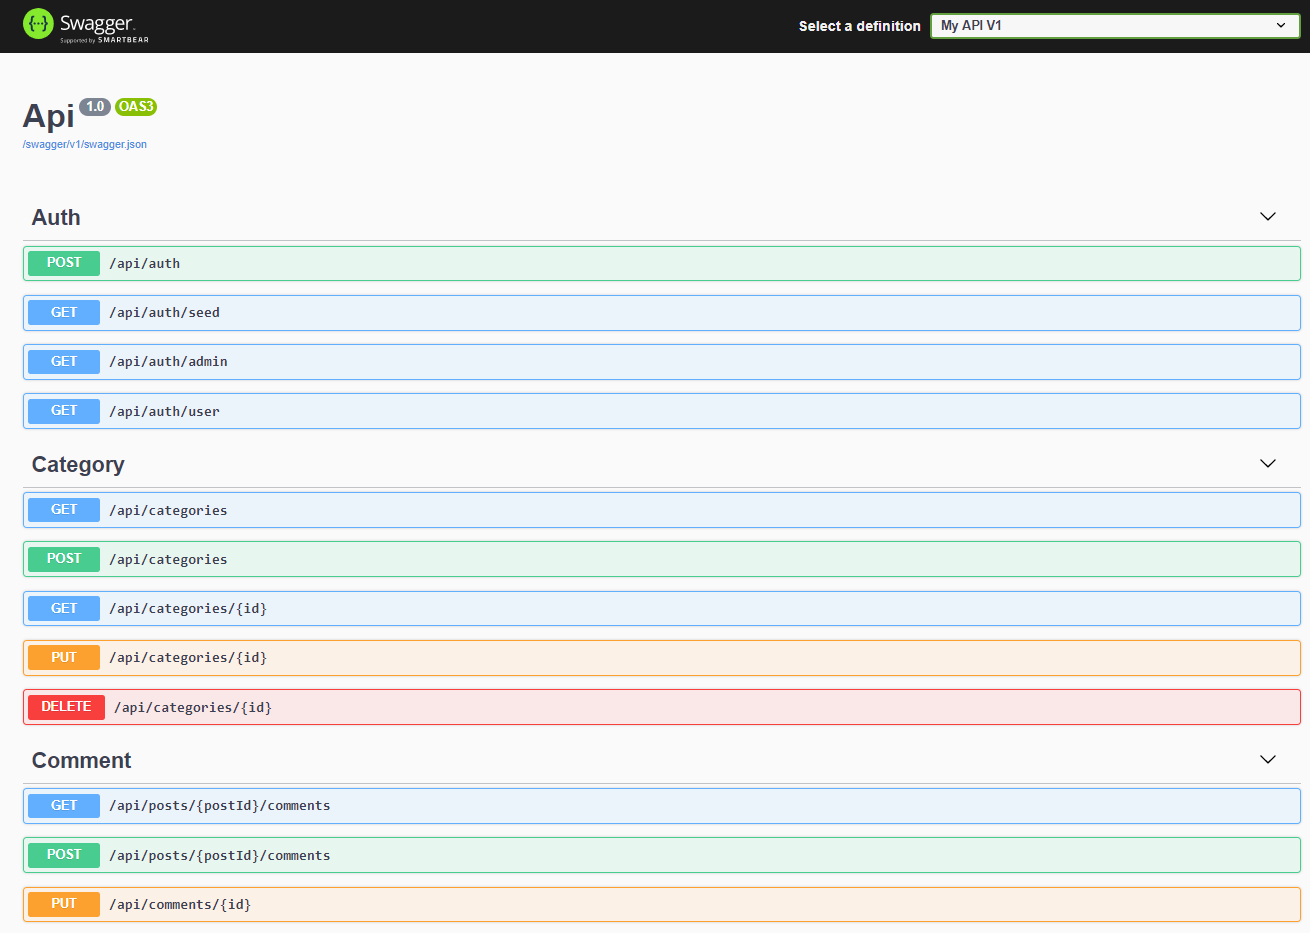 Swagger.
Supported by SMARTBEAR
Select a definition
My API V1
Api 1.0 OAS3
/swagger/v1/swagger.json
Auth
POST /api/auth
GET /api/auth/seed
GET /api/auth/admin
GET /api/auth/user
Category
GET /api/categories
POST /api/categories
GET /api/categories/{id}
PUT /api/categories/{id}
DELETE /api/categories/{id}
Comment
GET /api/posts/{postId}/comments
POST /api/posts/{postId}/comments
PUT /api/comments/{id}